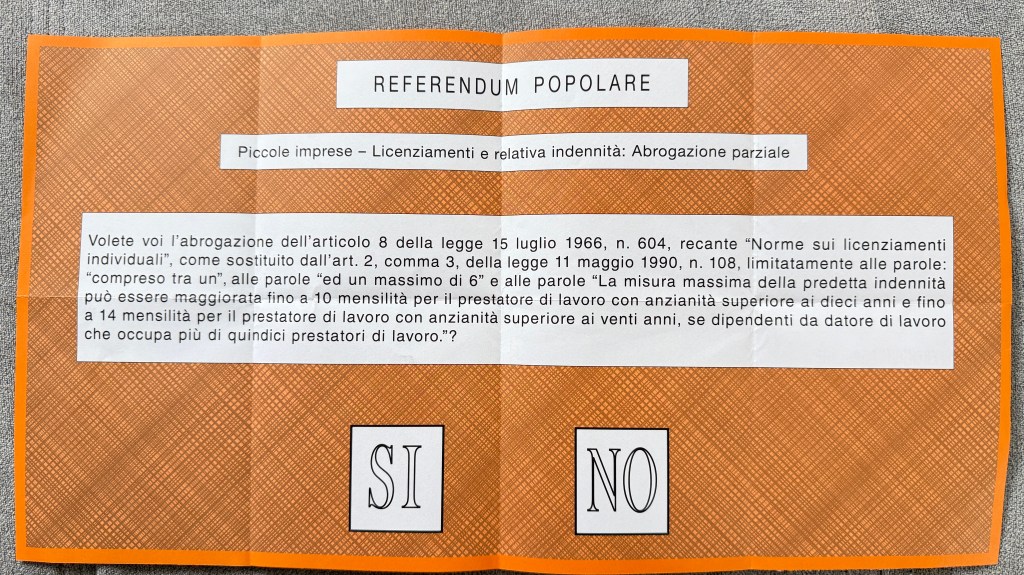 REFERENDUM POPOLARE
Piccole imprese – Licenziamenti e relativa indennità: Abrogazione parziale
Volete voi l’abrogazione dell’articolo 8 della legge 15 luglio 1966, n. 604, recante “Norme sui licenziamenti
individuali”, come sostituito dall’art. 2, comma 3, della legge 11 maggio 1990, n. 108, limitatamente alle parole:
“compreso tra un”, alle parole “ed un massimo di 6” e alle parole “La misura massima della predetta indennità
può essere maggiorata fino a 10 mensilità per il prestatore di lavoro con anzianità superiore ai dieci anni e fino
a 14 mensilità per il prestatore di lavoro con anzianità superiore ai venti anni, se dipendenti da datore di lavoro
che occupa più di quindici prestatori di lavoro.”?
SI NO